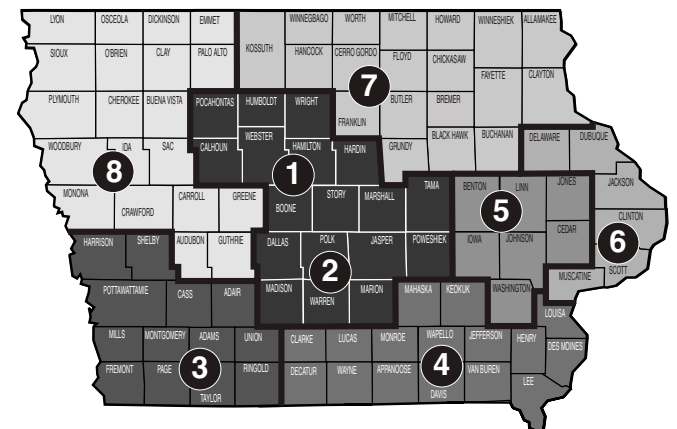 LYON OSCEOLA DICKINSON EMMET WINNEGBAGO WORTH MITCHELL HOWARD WINNESHIEK ALLAMAKEE
KOSSUTH
SIOUX O'BRIEN CLAY PALO ALTO HANCOCK CERRO GORDO FLOYD CHICKASAW
FAYETTE CLAYTON
7
PLYMOUTH CHEROKEE BUENA VISTA POCAHONTAS HUMBOLDT WRIGHT BUTLER BREMER
FRANKLIN
WEBSTER BLACK HAWK BUCHANAN DELAWARE DUBUQUE
WOODBURY IDA SAC CALHOUN HAMILTON HARDIN GRUNDY
8 1
TAMA BENTON LINN JONES JACKSON
MONONA CRAWFORD CARROLL GREENE BOONE STORY MARSHALL
5
CLINTON
CEDAR
HARRISON SHELBY AUDUBON GUTHRIE DALLAS POLK JASPER POWESHIEK IOWA JOHNSON
6
SCOTT
2
MUSCATINE
POTTAWATTAMIE CASS ADAIR MADISON WARREN MARION MAHASKA KEOKUK WASHINGTON
LOUISA
MILLS MONTGOMERY ADAMS UNION CLARKE LUCAS MONROE WAPELLO JEFFERSON HENRY
DES MOINES
3 4
FREMONT PAGE TAYLOR RINGOLD DECATUR WAYNE APPANOOSE DAVIS VAN BUREN
LEE